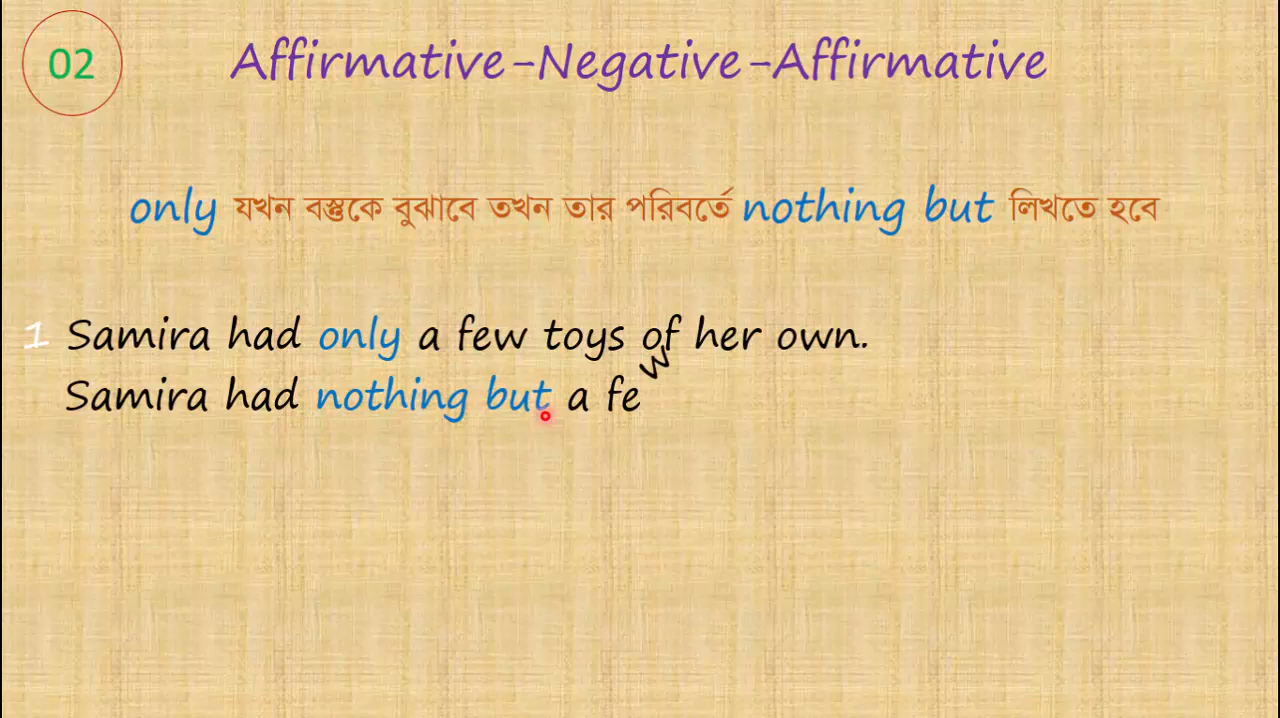 02
Affirmative-Negative-Affirmative
only যখন বস্তুকে বুঝাবে তখন তার পরিবর্তে nothing but লিখতে হবে
1 Samira had only a few toys of her own.
Samira had nothing but a few